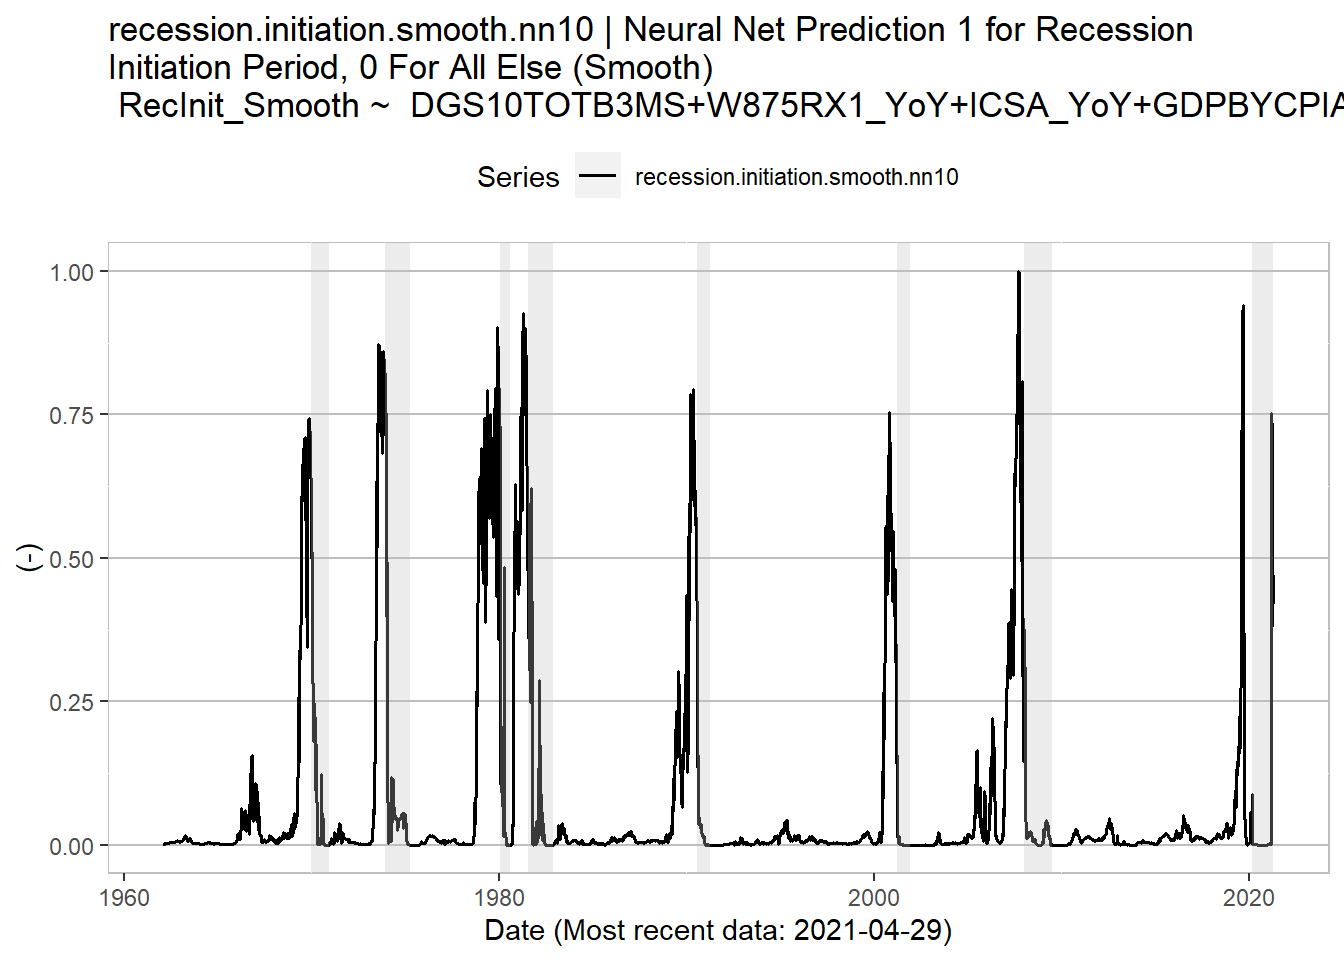 recession.initiation.smooth.nn10 | Neural Net Prediction 1 for Recession
Initiation Period, 0 For All Else (Smooth)
RecInit_Smooth ~  DGS10TOTB3MS+W875RX1_YoY+ICSA_YoY+GDPBYCPIA
Series
recession.initiation.smooth.nn10
1.00
0.75
0.50
0.25
0.00
(-)
1960
1980
2000
2020
Date (Most recent data: 2021-04-29)